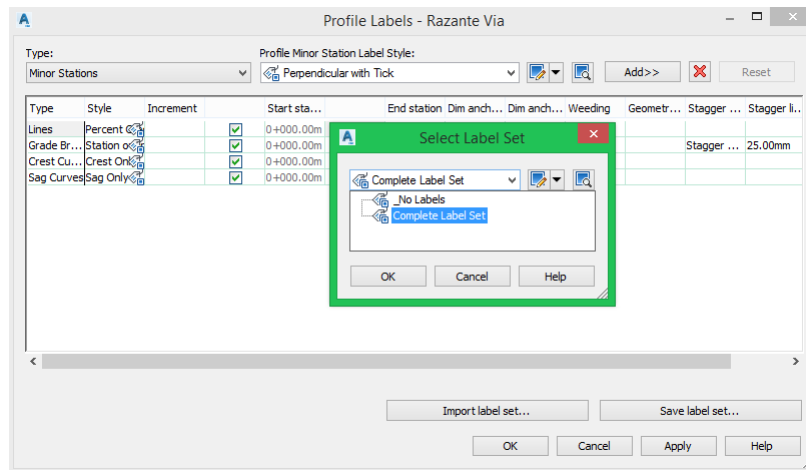 Profile Labels - Razante Via
Type:
Profile Minor Station Label Style:
Minor Stations
Perpendicular with Tick
Add>>
Reset
Type Style Increment Start sta... End station Dim anch... Dim anch... Weeding Geometr... Stagger ... Stagger li..
Lines Percent 0+000.00m
Grade Br... Station o 0+000.00m Stagger ... 25.00mm
Crest Cu... Crest Onl 0+000.00m
Sag Curves Sag Only 0+000.00m
Select Label Set
Complete Label Set
_No Labels
Complete Label Set
OK Cancel Help
Import label set... Save label set...
OK Cancel Apply Help